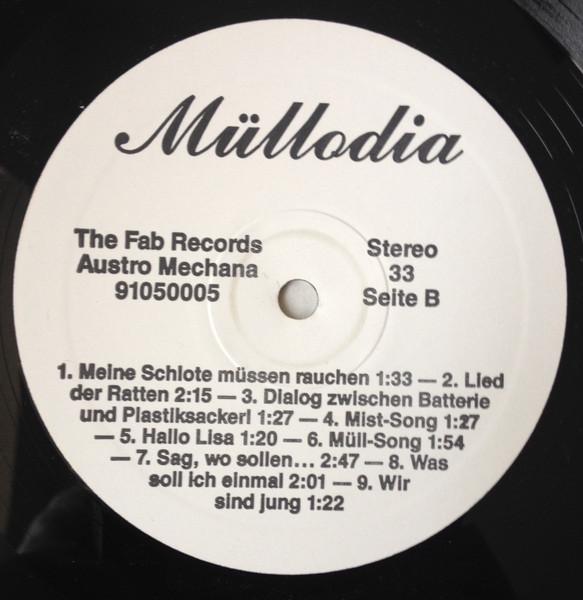 Müllodia
The Fab Records
Austro Mechana
91050005
Stereo
33
Seite B
1. Meine Schlote müssen rauchen 1:33 — 2. Lied
der Ratten 2:15 — 3. Dialog zwischen Batterie
und Plastiksackerl 1:27 — 4. Mist-Song 1:27
— 5. Hallo Lisa 1:20 — 6. Müll-Song 1:54
— 7. Sag, wo sollen... 2:47 — 8. Was
soll ich einmal 2:01 — 9. Wir
sind jung 1:22